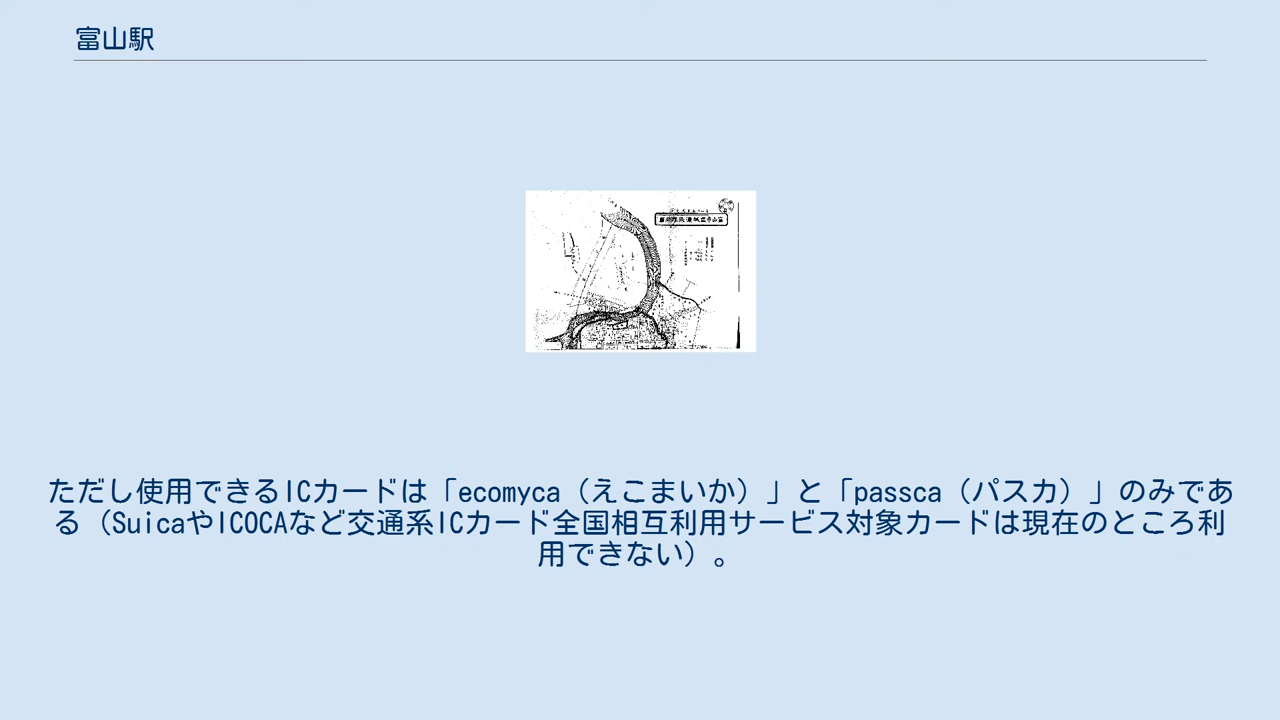 富山駅
ただし使用できるICカードは「ecomyca（えこまいか）」と「passca（パスカ）」のみであ
る（SuicaやICOCAなど交通系ICカード全国相互利用サービス対象カードは現在のところ利
用できない）。